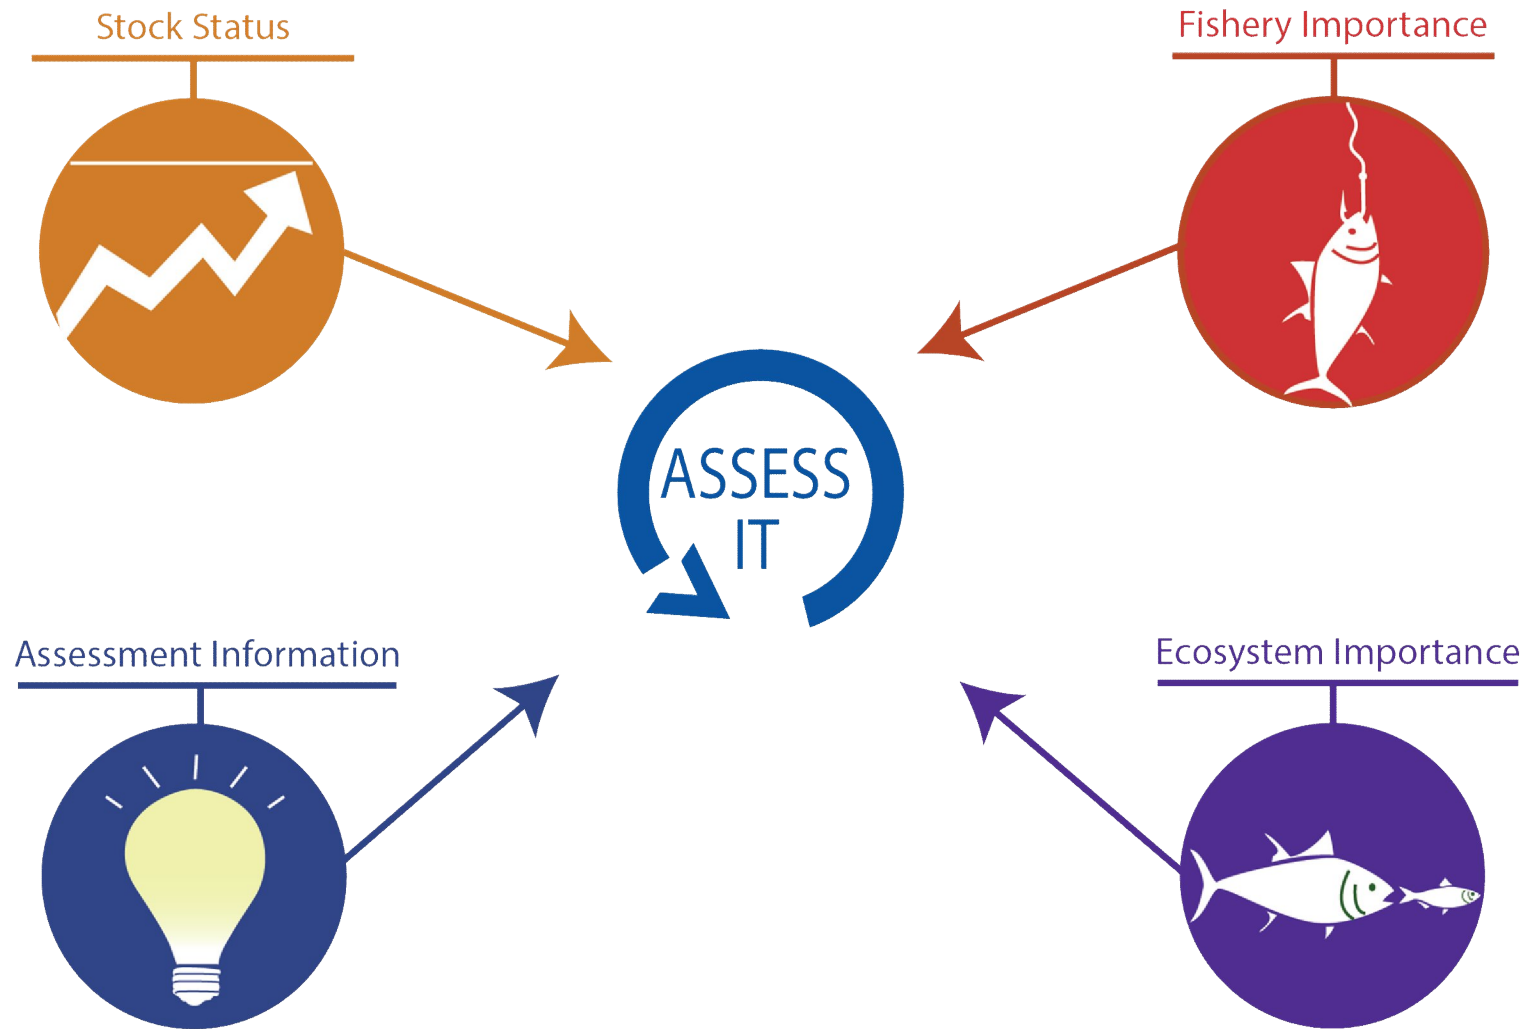 Stock Status
Fishery Importance
ASSESS
IT
Assessment Information
Ecosystem Importance